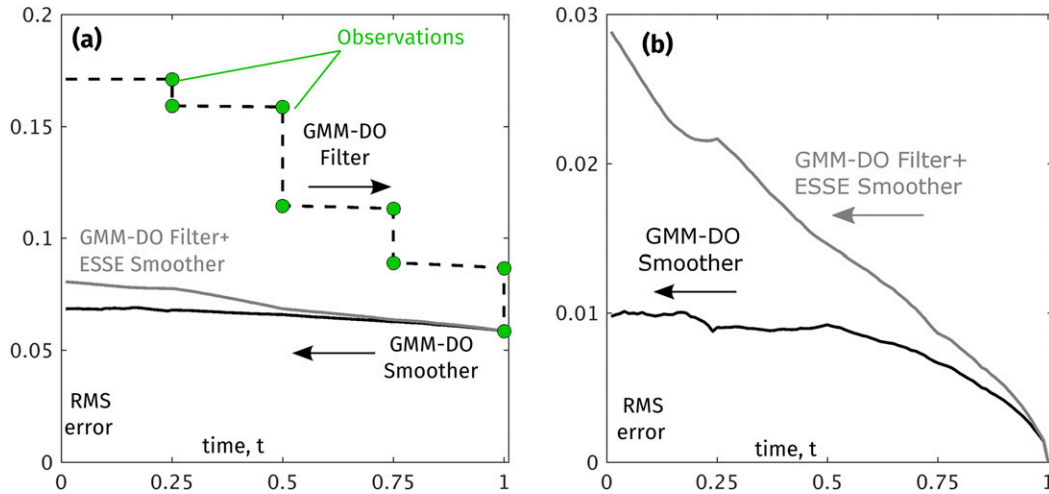 (a)
0.2
0.15
0.1
0.05
0
Observations
GMM-DO
Filter
GMM-DO Filter+
ESSE Smoother
GMM-DO
Smoother
RMS
error
time, t
0
0.25
0.5
0.75
1
(b)
0.03
0.02
0.01
0
GMM-DO Filter+
ESSE Smoother
GMM-DO
Smoother
RMS
error
time, t
0
0.25
0.5
0.75
1